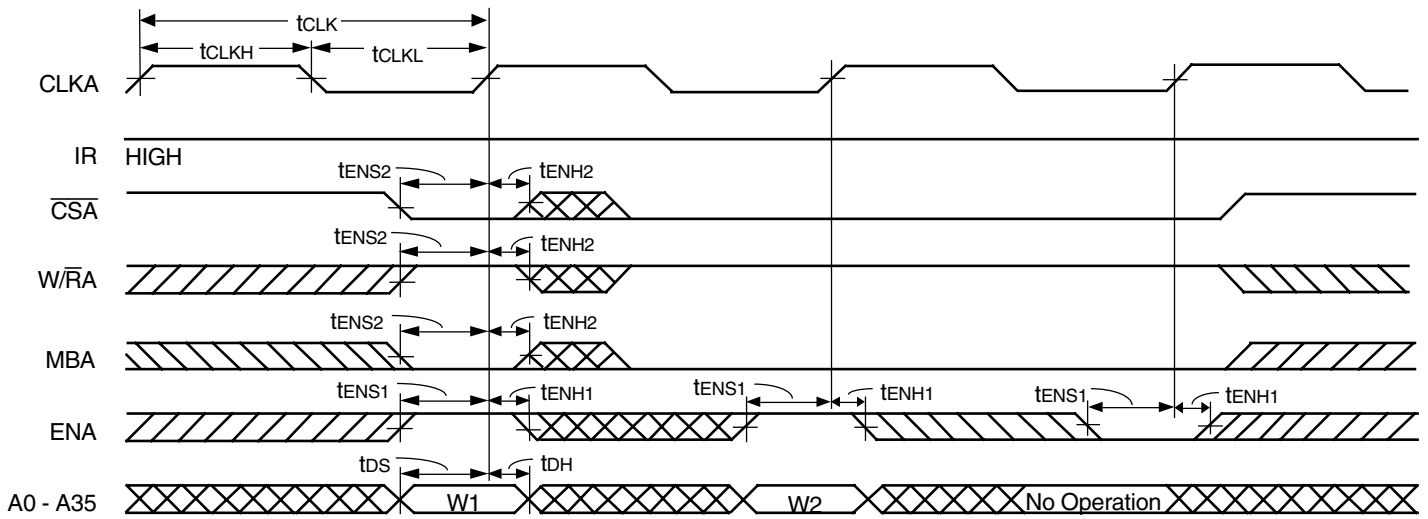 tCLK
tCLKH tCLKL
CLKA
IR HIGH
tENS2 tENH2
CSA
tENS2 tENH2
W/RA
tENS2 tENH2
MBA
tENS1 tENH1 tENS1 tENH1 tENS1 tENH1
ENA
tDS tDH
A0 - A35 W1 W2 No Operation